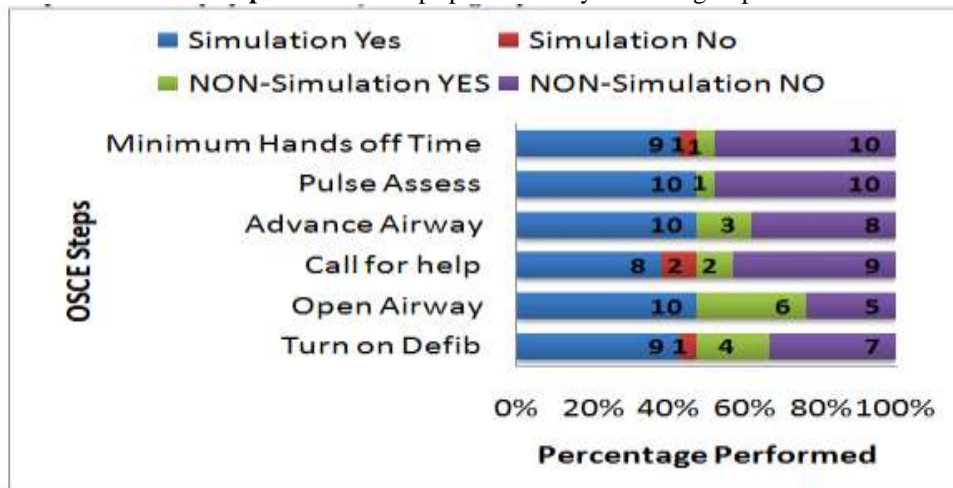 Simulation Yes Simulation No
NON-Simulation YES NON-Simulation NO
OSCE Steps
Minimum Hands off Time 9 1 1 10
Pulse Assess 10 1 10
Advance Airway 10 3 8
Call for help 8 2 2 9
Open Airway 10 6 5
Turn on Defib 9 1 4 7
0% 20% 40% 60% 80% 100%
Percentage Performed